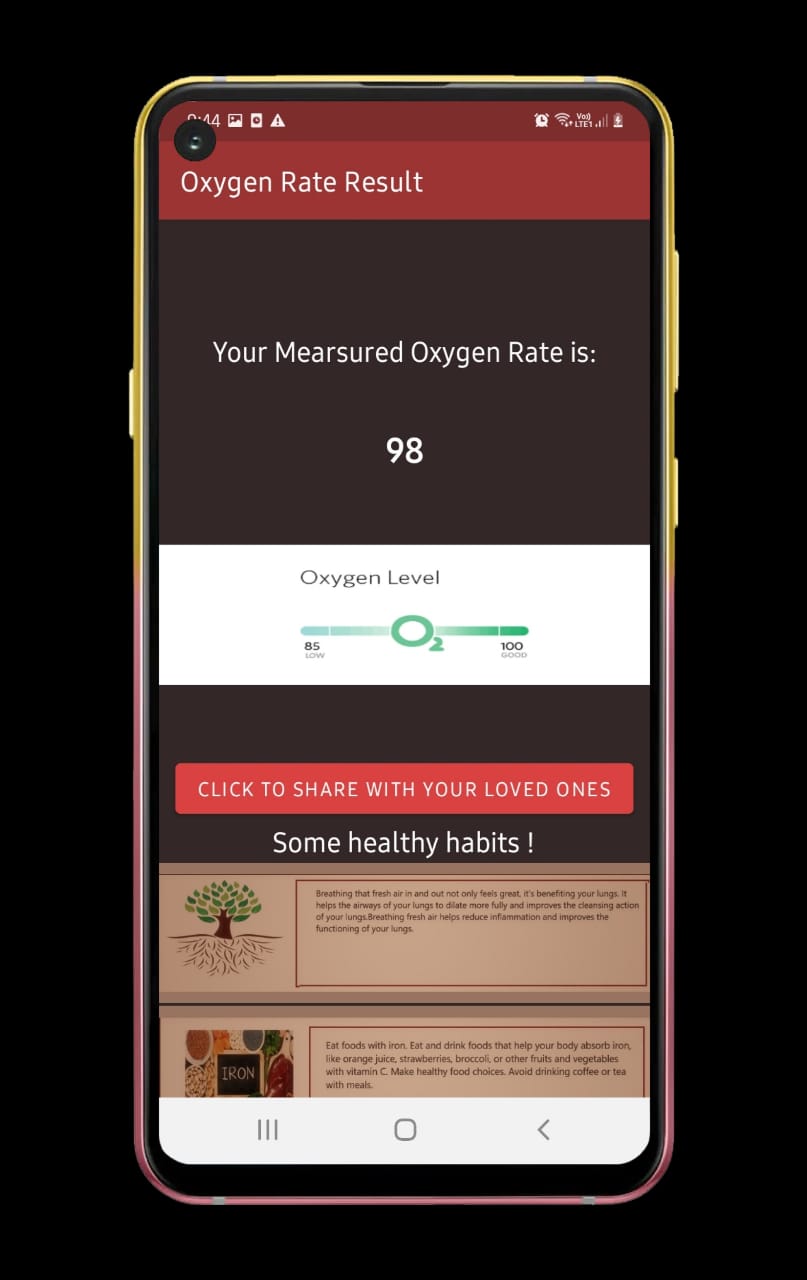 Oxygen Rate Result
Your Mearsured Oxygen Rate is:
98
Oxygen Level
O2
85
LOW
100
GOOD
CLICK TO SHARE WITH YOUR LOVED ONES
Some healthy habits !
Breathing that fresh air in and out not only feels great, it's benefiting your lungs. It
helps the airways of your lungs to dilate more fully and improves the cleansing action
of your lungs.Breathing fresh air helps reduce inflammation and improves the
functioning of your lungs.
IRON
Eat foods with iron. Eat and drink foods that help your body absorb iron,
like orange juice, strawberries, broccoli, or other fruits and vegetables
with vitamin C. Make healthy food choices. Avoid drinking coffee or tea
with meals.